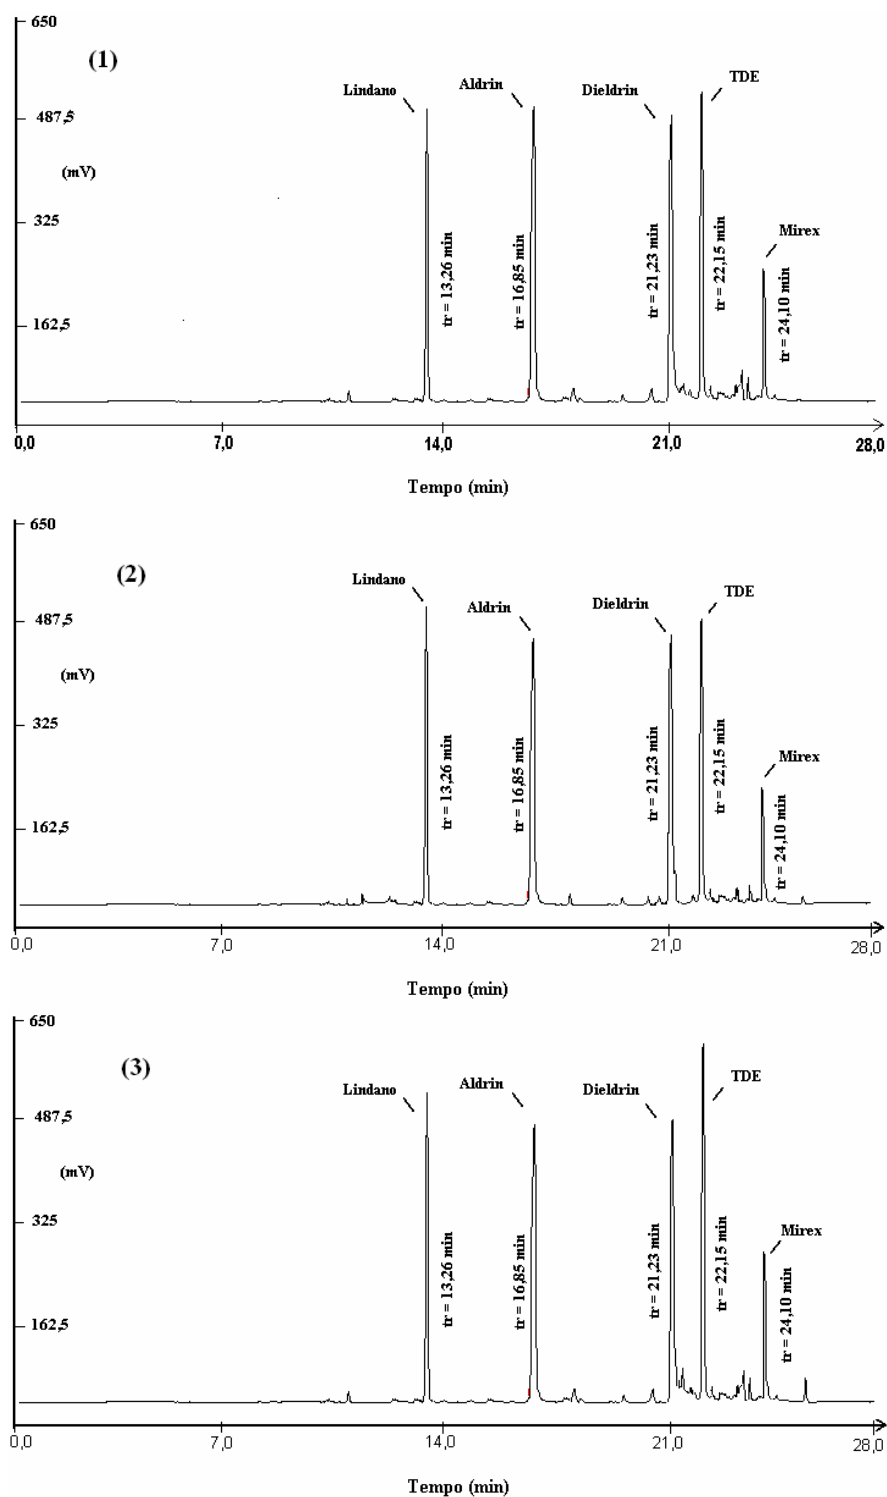 650
(1)
TDE
Lindano
Aldrin
Dieldrin
487,5
(mV)
325
Mirex
tr = 13,26 min
tr = 16,85 min
tr = 21,23 min
tr = 22,15 min
tr = 24,10 min
162,5
0,0 7,0 14,0 21,0 28,0
Tempo (min)
650
(2)
Lindano
Aldrin
Dieldrin
TDE
487,5
(mV)
325
Mirex
tr = 13,26 min
tr = 16,85 min
tr = 21,23 min
tr = 22,15 min
tr = 24,10 min
162,5
0,0 7,0 14,0 21,0 28,0
Tempo (min)
650
(3)
Lindano
Aldrin
Dieldrin
TDE
487,5
(mV)
325
Mirex
tr = 13,26 min
tr = 16,85 min
tr = 21,23 min
tr = 22,15 min
tr = 24,10 min
162,5
0,0 7,0 14,0 21,0 28,0
Tempo (min)